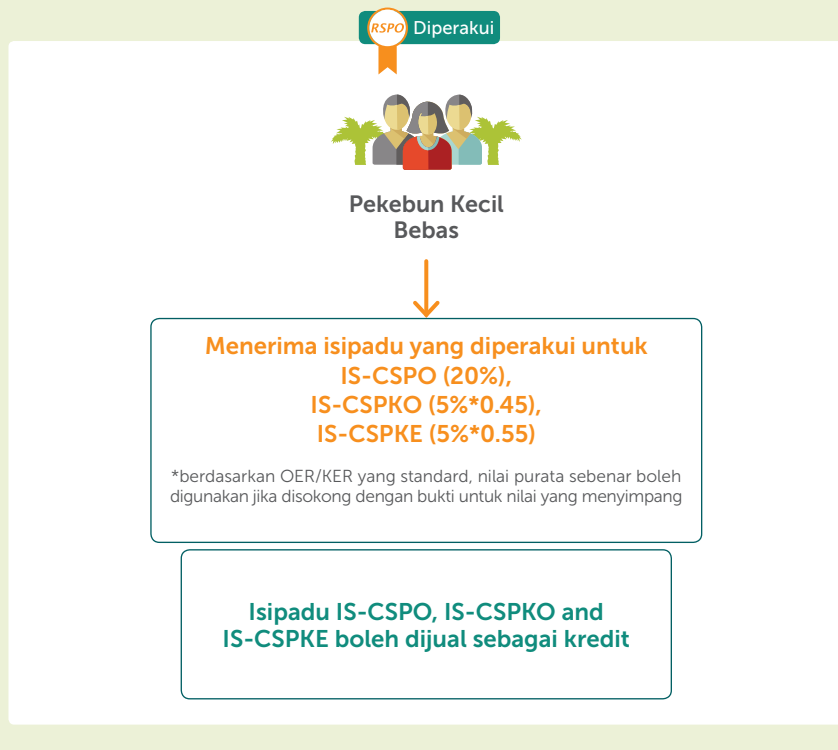 RSPO Diperakui
Pekebun Kecil
Bebas
Menerima isipadu yang diperakui untuk
IS-CSPO (20%),
IS-CSPKO (5%*0.45),
IS-CSPKE (5%*0.55)
*berdasarkan OER/KER yang standard, nilai purata sebenar boleh
digunakan jika disokong dengan bukti untuk nilai yang menyimpang
Isipadu IS-CSPO, IS-CSPKO and
IS-CSPKE boleh dijual sebagai kredit